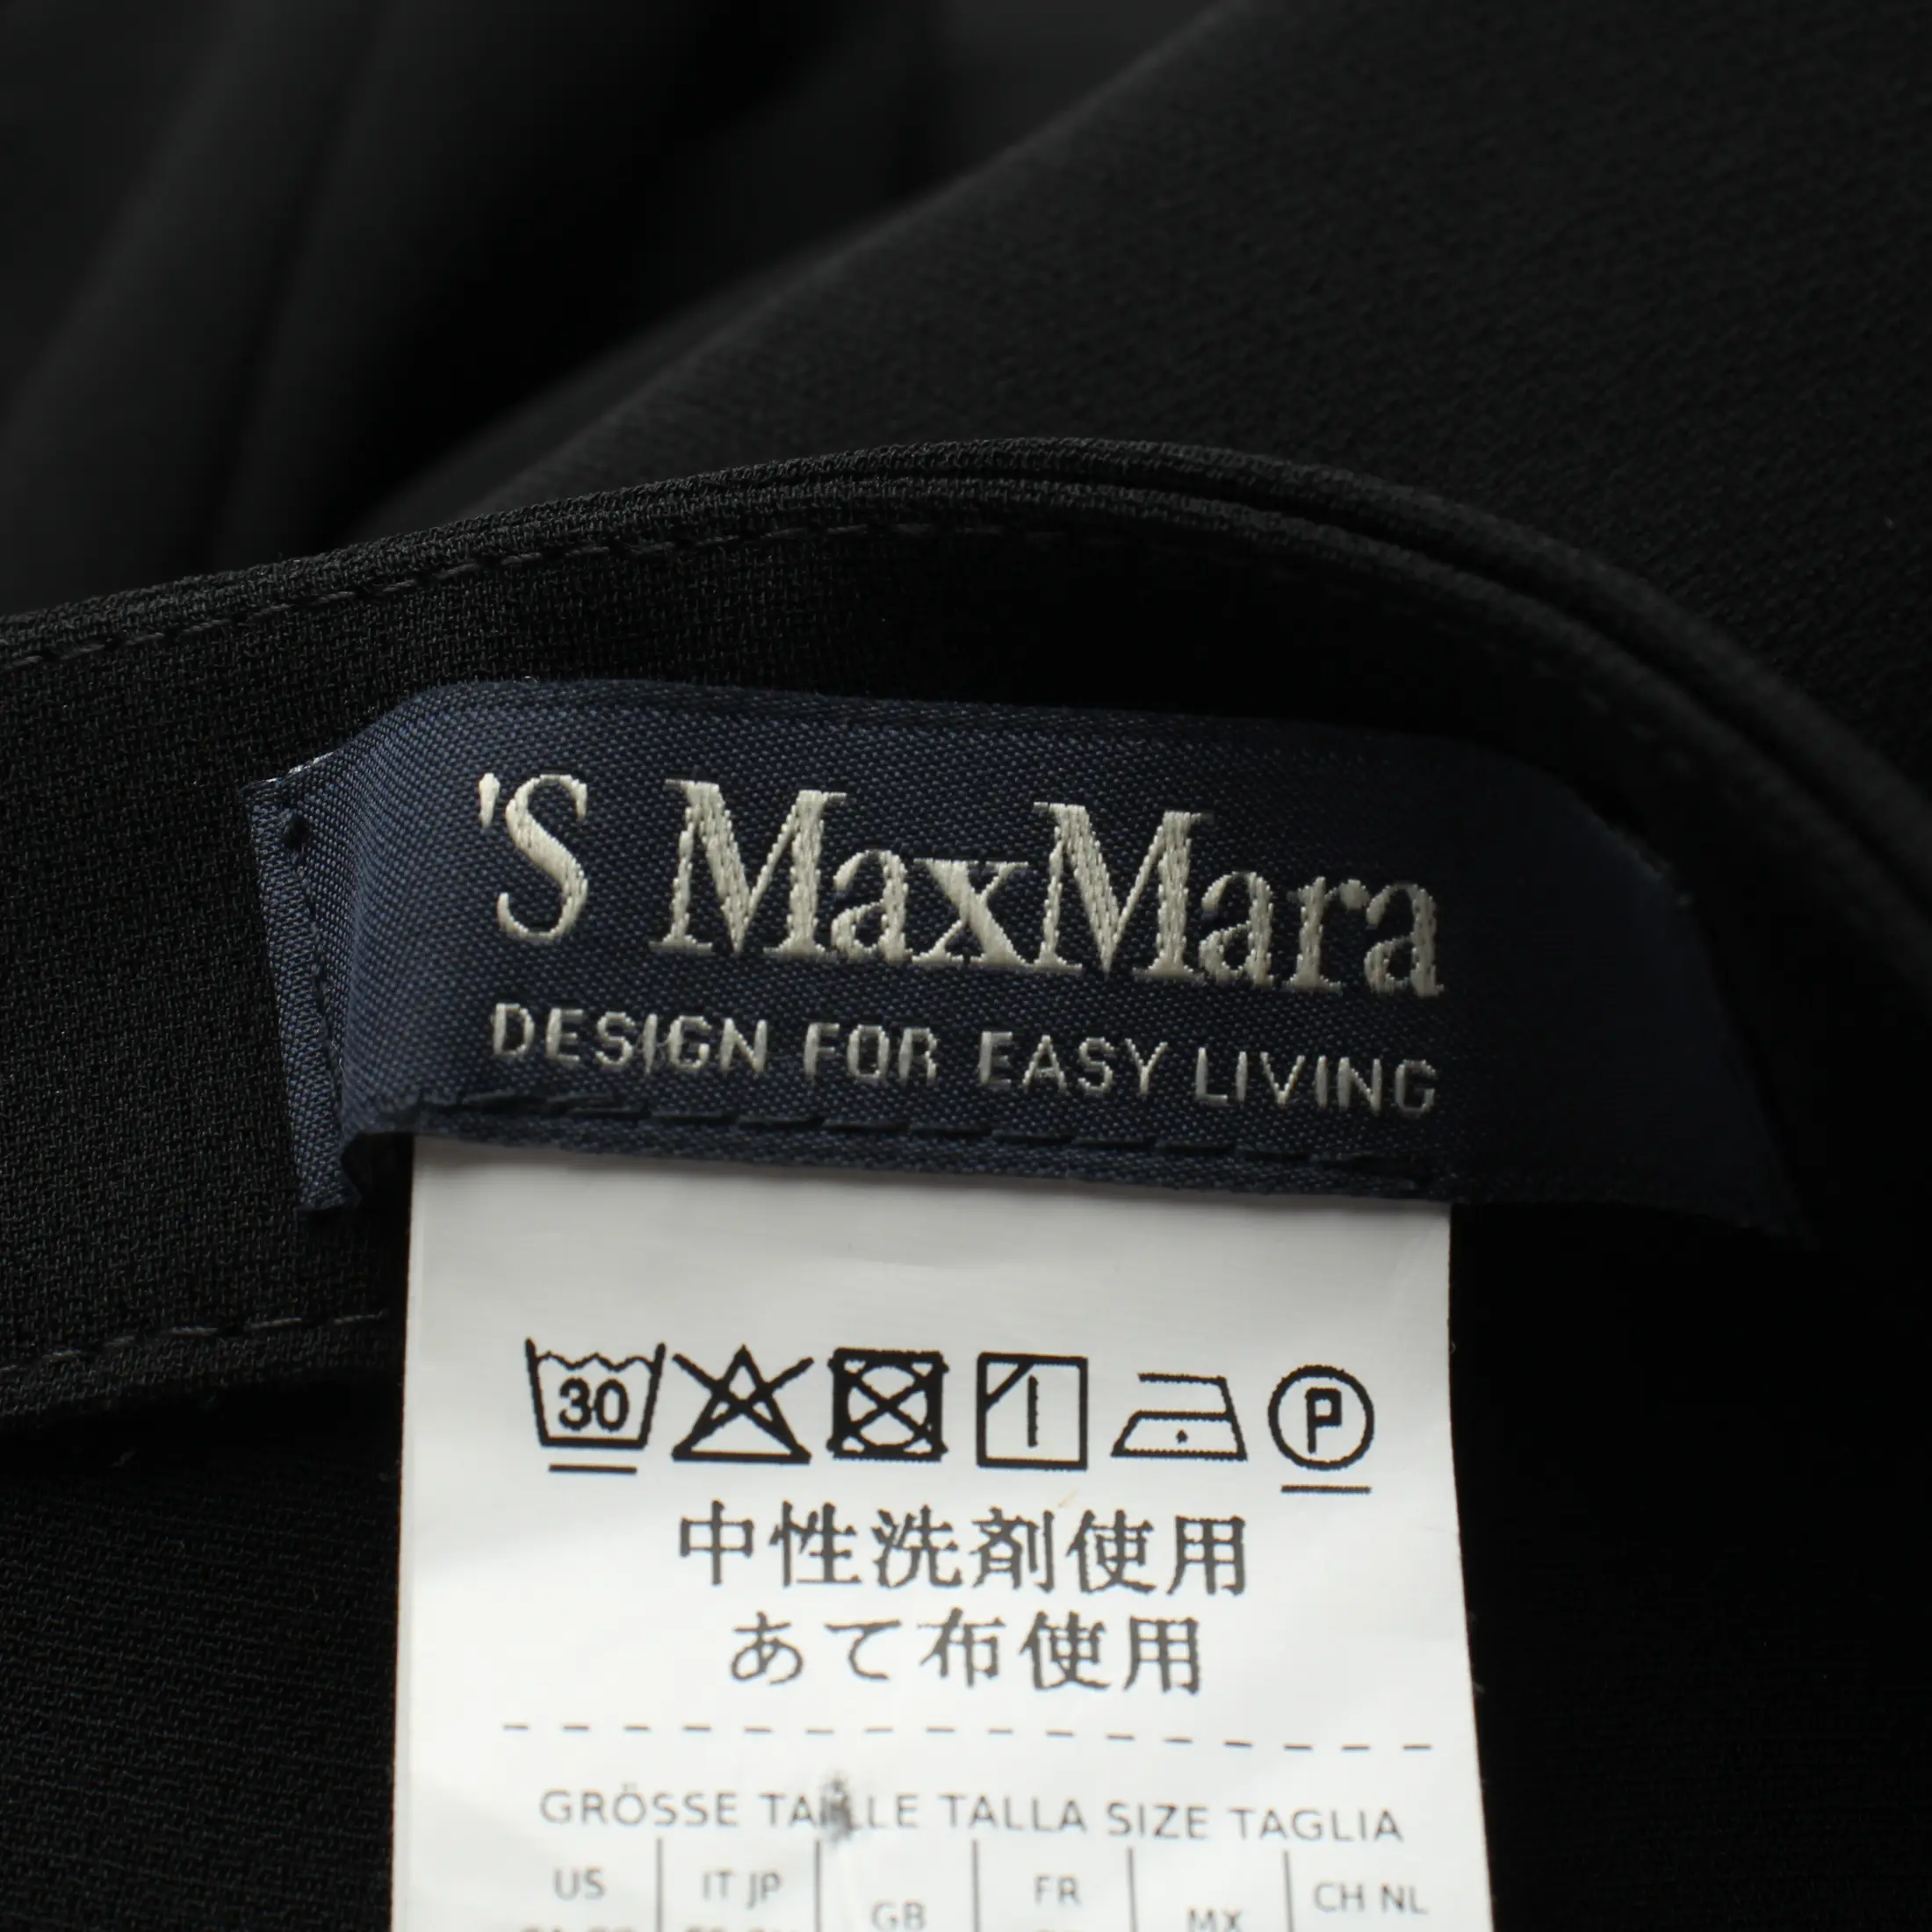 'S MaxMara
DESIGN FOR EASY LIVING
30
P
中性洗剤使用
あて布使用
GRÖSSE TAILLE TALLA SIZE TAGLIA
US IT JP GB FR MX CH NL